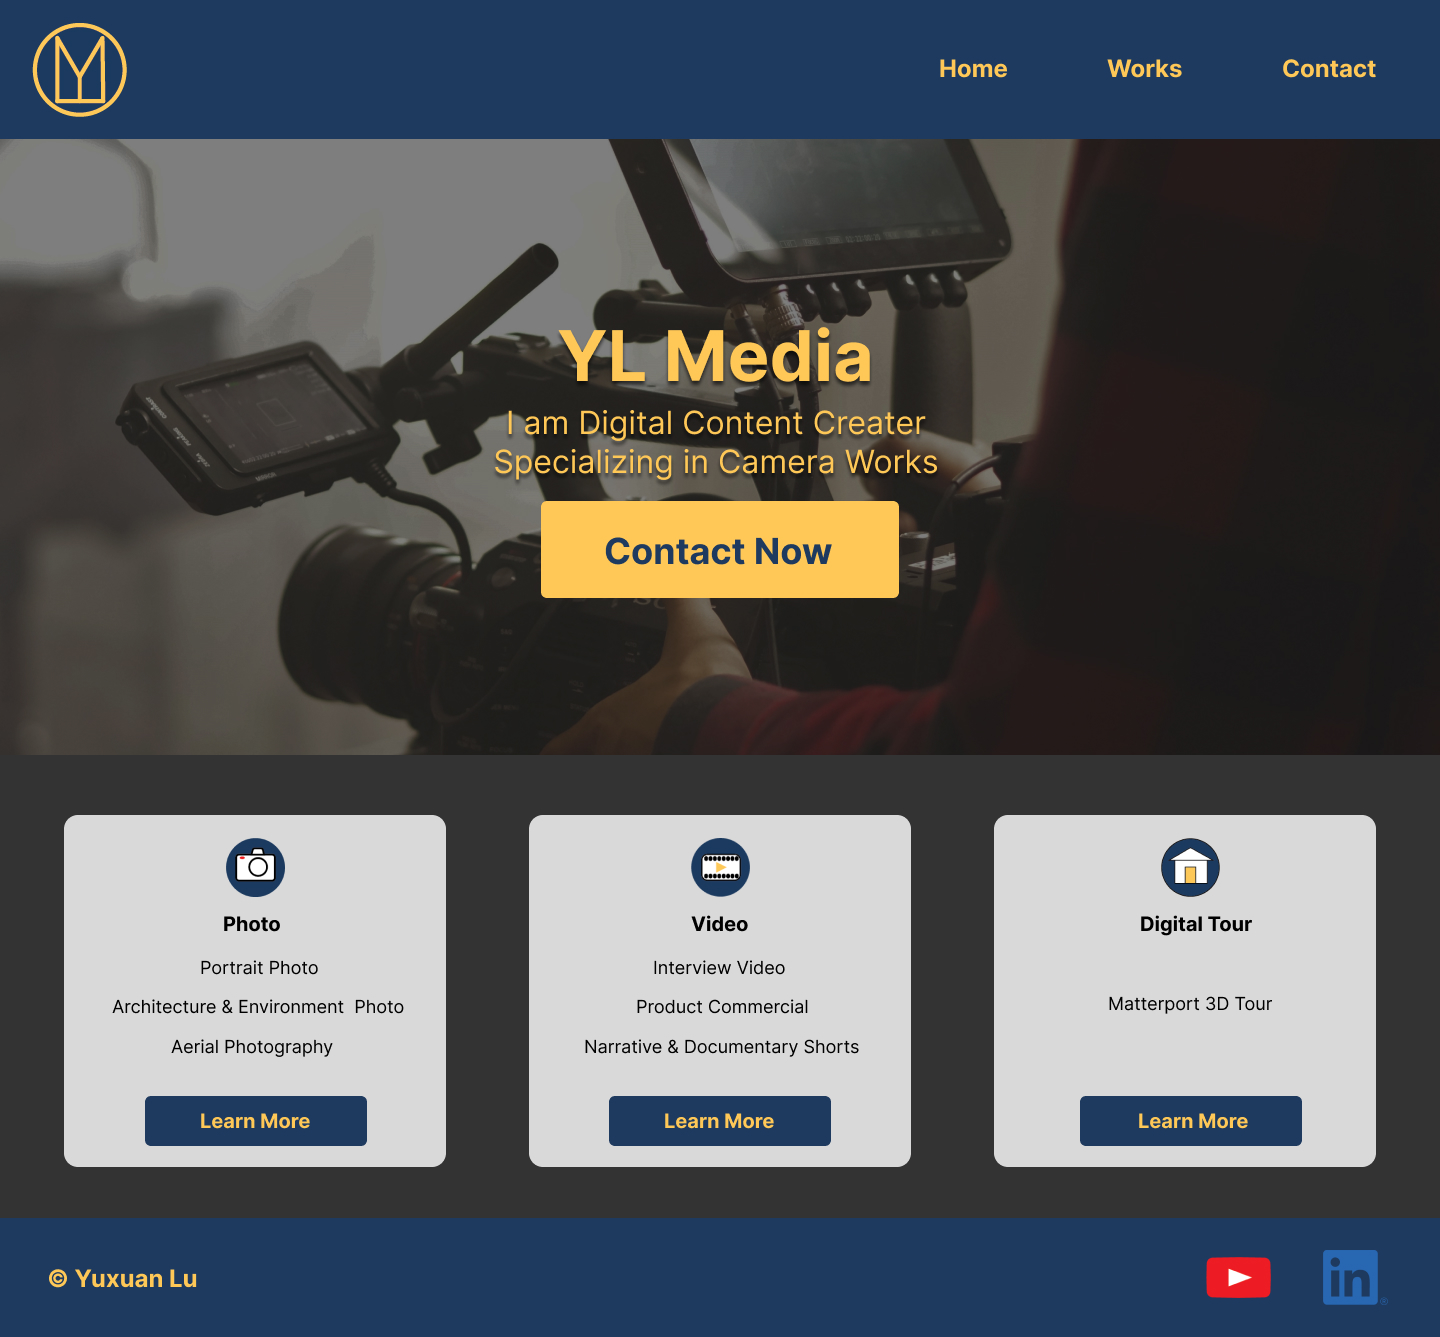 Home Works Contact
YL Media
I am Digital Content Creater
Specializing in Camera Works
Contact Now
Photo
Portrait Photo
Architecture & Environment  Photo
Aerial Photography
Learn More
Video
Interview Video
Product Commercial
Narrative & Documentary Shorts
Learn More
Digital Tour
Matterport 3D Tour
Learn More
© Yuxuan Lu
in